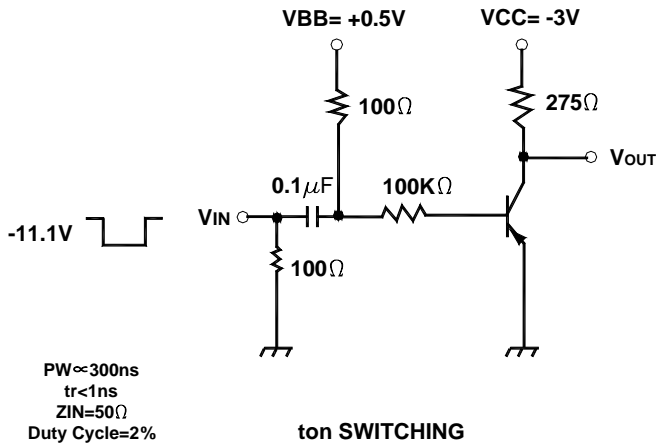 VBB= +0.5V
VCC= -3V
100Ω
275Ω
VOUT
0.1µF
100KΩ
VIN
-11.1V
100Ω
PW∝300ns
tr<1ns
ZIN=50Ω
Duty Cycle=2%
ton SWITCHING